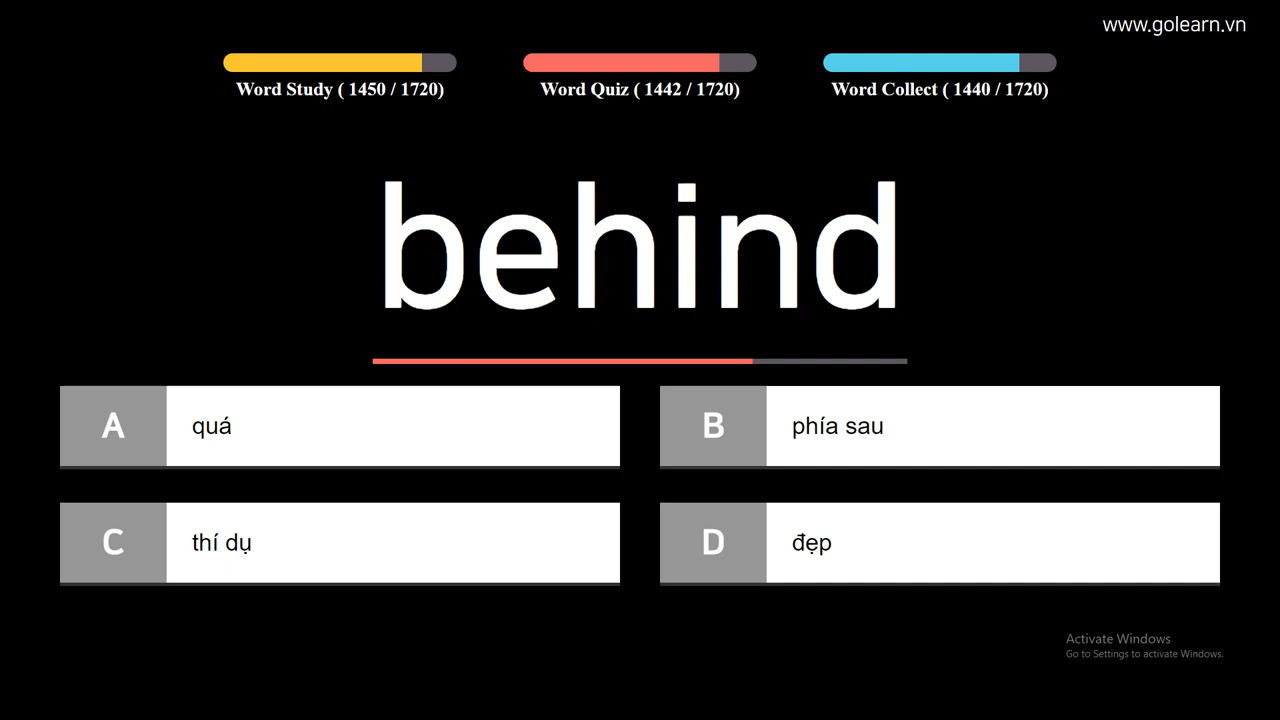 www.golearn.vn
Word Study ( 1450 / 1720)
Word Quiz ( 1442 / 1720)
Word Collect ( 1440 / 1720)
behind
A quá
B phía sau
C thí dụ
D đẹp
Activate Windows
Go to Settings to activate Windows.